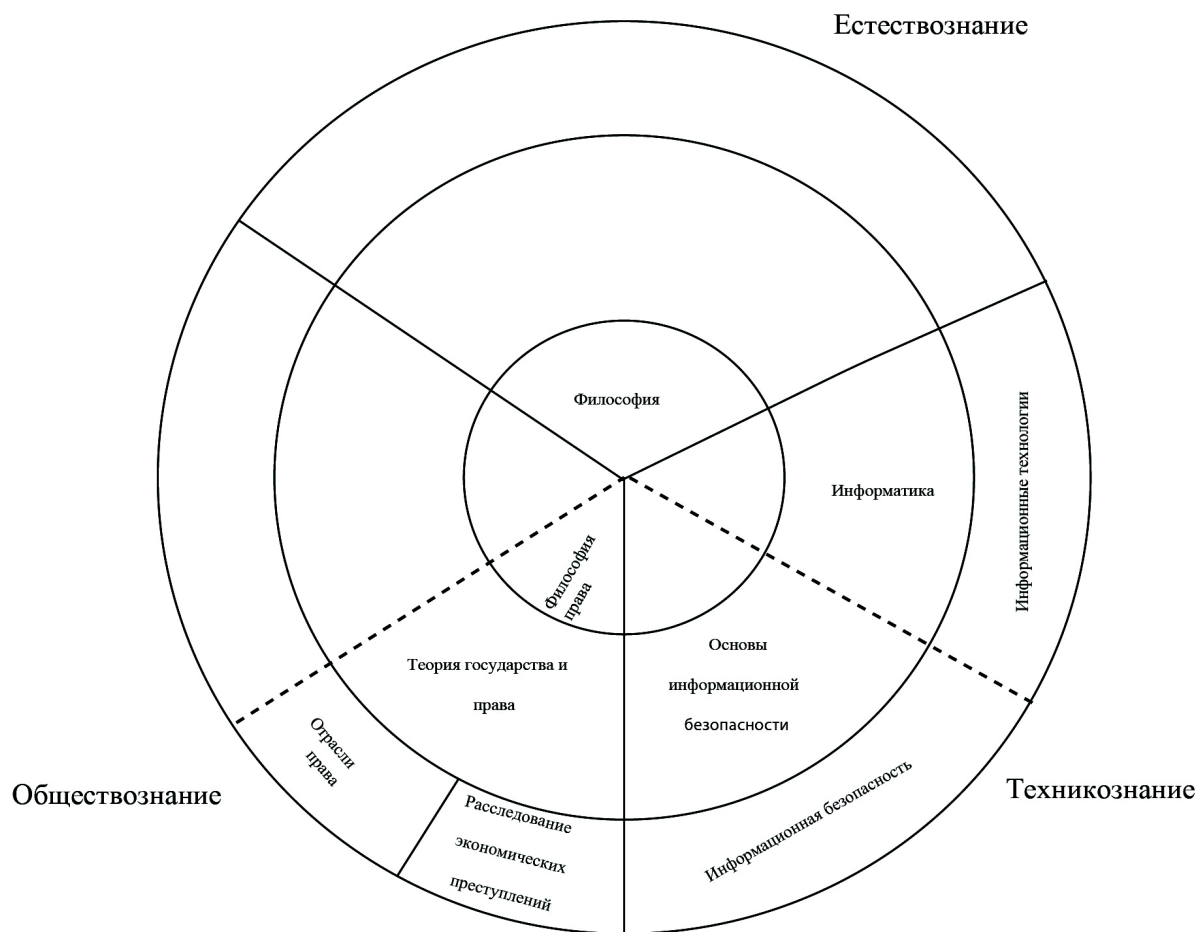 Естествознание
Философия
Информатика
Информационные технологии
Философия
права
Основы
информационной
безопасности
Теория государства и
права
Отрасли
права
Обществознание
Техникознание
Расследование
экономических
преступлений
Информационная безопасность